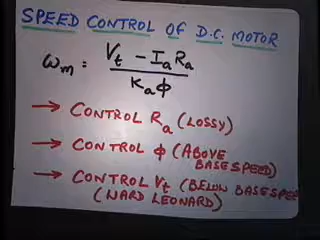 SPEED CONTROL OF D.C. MOTOR
ωm = Vt - IaRa / Kaφ
→ CONTROL Ra (LOSSY)
→ CONTROL φ (ABOVE
BASESPEED)
→ CONTROL Vt (BELOW BASESPEE
(WARD LEONARD)